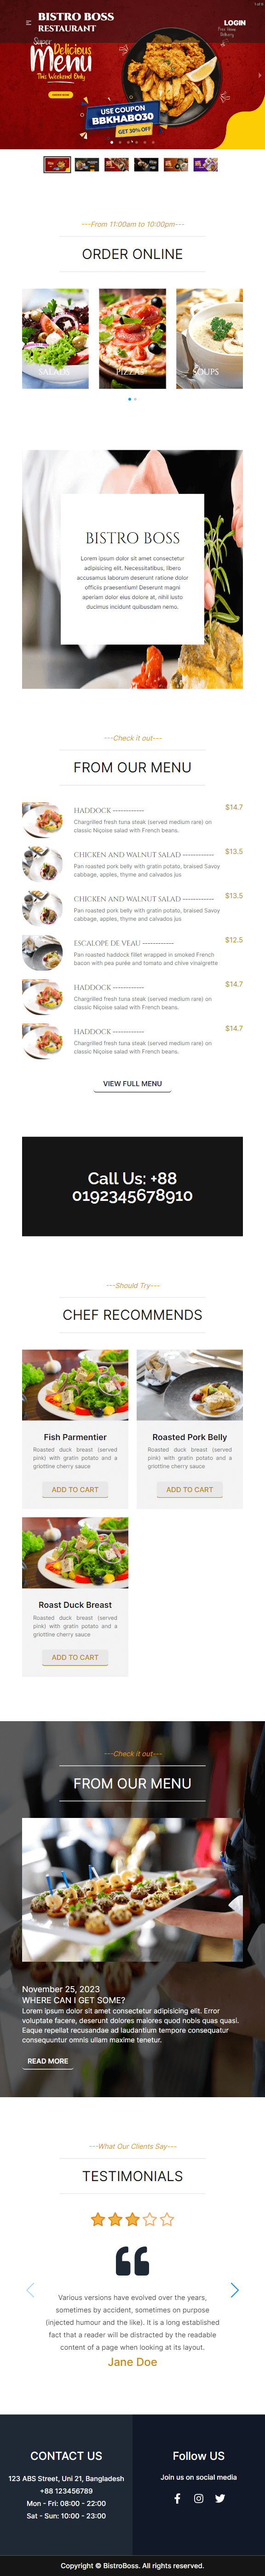 1 of 6
BISTRO BOSS
RESTAURANT
LOGIN
Super
Delicious
Menu
The Weekend Only
Free Home
Delivery
ORDER NOW
USE COUPON
BBKHABO30
GET 30% OFF
---From 11:00am to 10:00pm---
ORDER ONLINE
SALADS
PIZZAS
SOUPS
BISTRO BOSS
Lorem ipsum dolor sit amet consectetur
adipisicing elit. Necessitatibus, libero
accusamus laborum deserunt ratione dolor
officiis praesentium! Deserunt magni
aperiam dolor eius dolore at, nihil iusto
ducimus incidunt quibusdam nemo.
---Check it out---
FROM OUR MENU
HADDOCK ------------
$14.7
Chargrilled fresh tuna steak (served medium rare) on
classic Niçoise salad with French beans.
CHICKEN AND WALNUT SALAD ------------
$13.5
Pan roasted pork belly with gratin potato, braised Savoy
cabbage, apples, thyme and calvados jus
CHICKEN AND WALNUT SALAD ------------
$13.5
Pan roasted pork belly with gratin potato, braised Savoy
cabbage, apples, thyme and calvados jus
ESCALOPE DE VEAU ------------
$12.5
Pan roasted haddock fillet wrapped in smoked French
bacon with pea purée and tomato and chive vinaigrette
HADDOCK ------------
$14.7
Chargrilled fresh tuna steak (served medium rare) on
classic Niçoise salad with French beans.
HADDOCK ------------
$14.7
Chargrilled fresh tuna steak (served medium rare) on
classic Niçoise salad with French beans.
VIEW FULL MENU
Call Us: +88
0192345678910
---Should Try---
CHEF RECOMMENDS
Fish Parmentier
Roasted duck breast (served
pink) with gratin potato and a
griottine cherry sauce
ADD TO CART
Roasted Pork Belly
Roasted duck breast (served
pink) with gratin potato and a
griottine cherry sauce
ADD TO CART
Roast Duck Breast
Roasted duck breast (served
pink) with gratin potato and a
griottine cherry sauce
ADD TO CART
---Check it out---
FROM OUR MENU
November 25, 2023
WHERE CAN I GET SOME?
Lorem ipsum dolor sit amet consectetur adipisicing elit. Error
voluptate facere, deserunt dolores maiores quod nobis quas quasi.
Eaque repellat recusandae ad laudantium tempore consequatur
consequuntur omnis ullam maxime tenetur.
READ MORE
---What Our Clients Say---
TESTIMONIALS
Various versions have evolved over the years,
sometimes by accident, sometimes on purpose
(injected humour and the like). It is a long established
fact that a reader will be distracted by the readable
content of a page when looking at its layout.
Jane Doe
CONTACT US
123 ABS Street, Uni 21, Bangladesh
+88 123456789
Mon - Fri: 08:00 - 22:00
Sat - Sun: 10:00 - 23:00
Follow US
Join us on social media
Copyright © BistroBoss. All rights reserved.